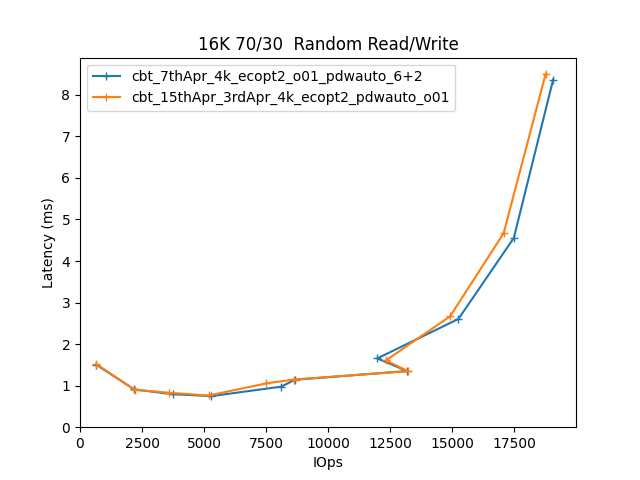 16K 70/30  Random Read/Write
cbt_7thApr_4k_ecopt2_o01_pdwauto_6+2
cbt_15thApr_3rdApr_4k_ecopt2_pdwauto_o01
Latency (ms)
8
7
6
5
4
3
2
1
0
0 2500 5000 7500 10000 12500 15000 17500
IOps